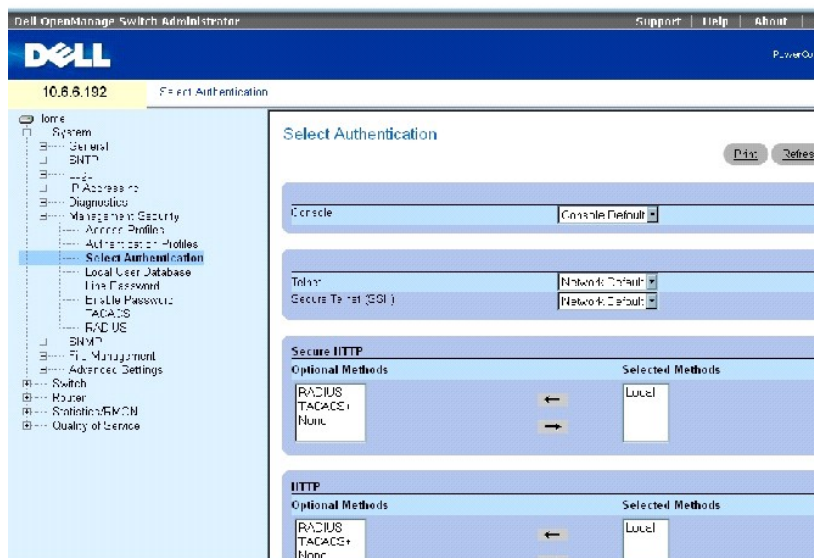 Dell OpenManage Switch Administrator
Support | Help | About |
DELL
10.6.6.192
Select Authentication
Home
System
General
SNTP
Logs
IP Addressing
Diagnostics
Management Security
Access Profiles
Authentication Profiles
Select Authentication
Local User Database
Line Password
Enable Password
TACACS
RADIUS
SNMP
File Management
Advanced Settings
Switch
Router
Statistics/RMON
Quality of Service
Select Authentication
Print
Refres
Console
Console Default
Telnet
Network Default
Secure Telnet (SSH)
Network Default
Secure HTTP
Optional Methods
Selected Methods
RADIUS
TACACS+
None
Local
HTTP
Optional Methods
Selected Methods
RADIUS
TACACS+
None
Local